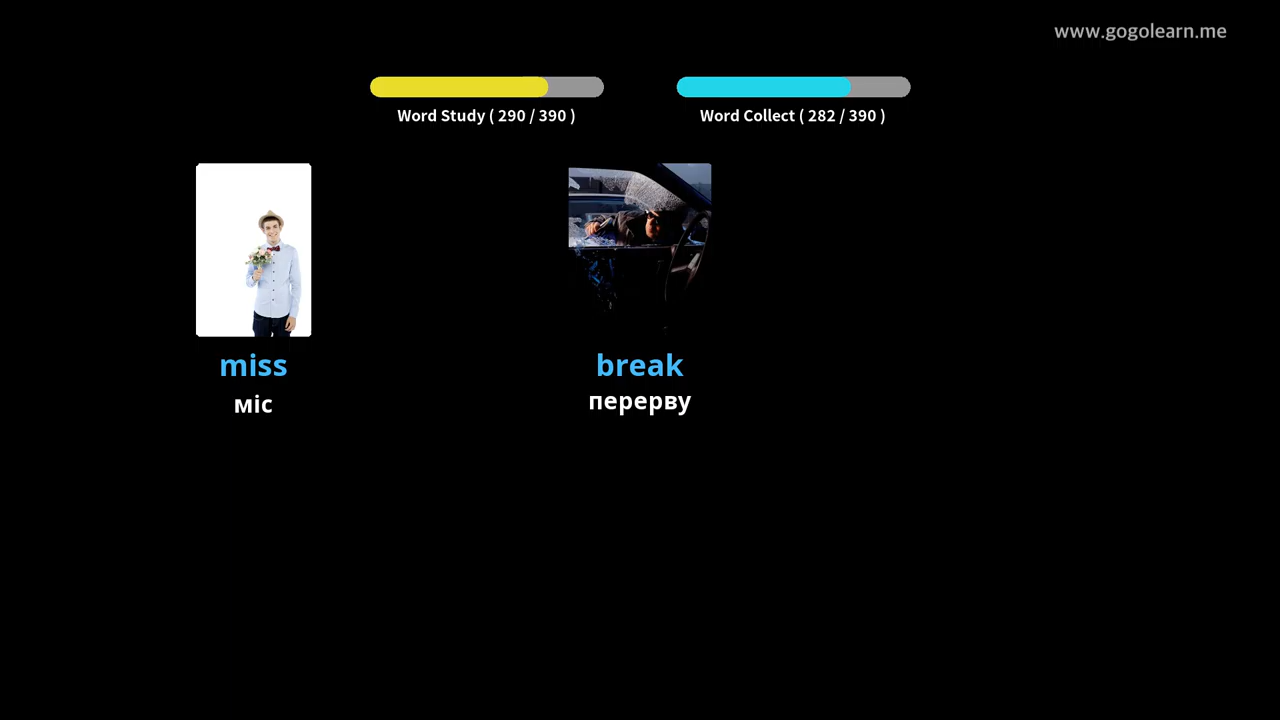 www.gogolearn.me
Word Study ( 290 / 390 )
Word Collect ( 282 / 390 )
miss
міс
break
перерву